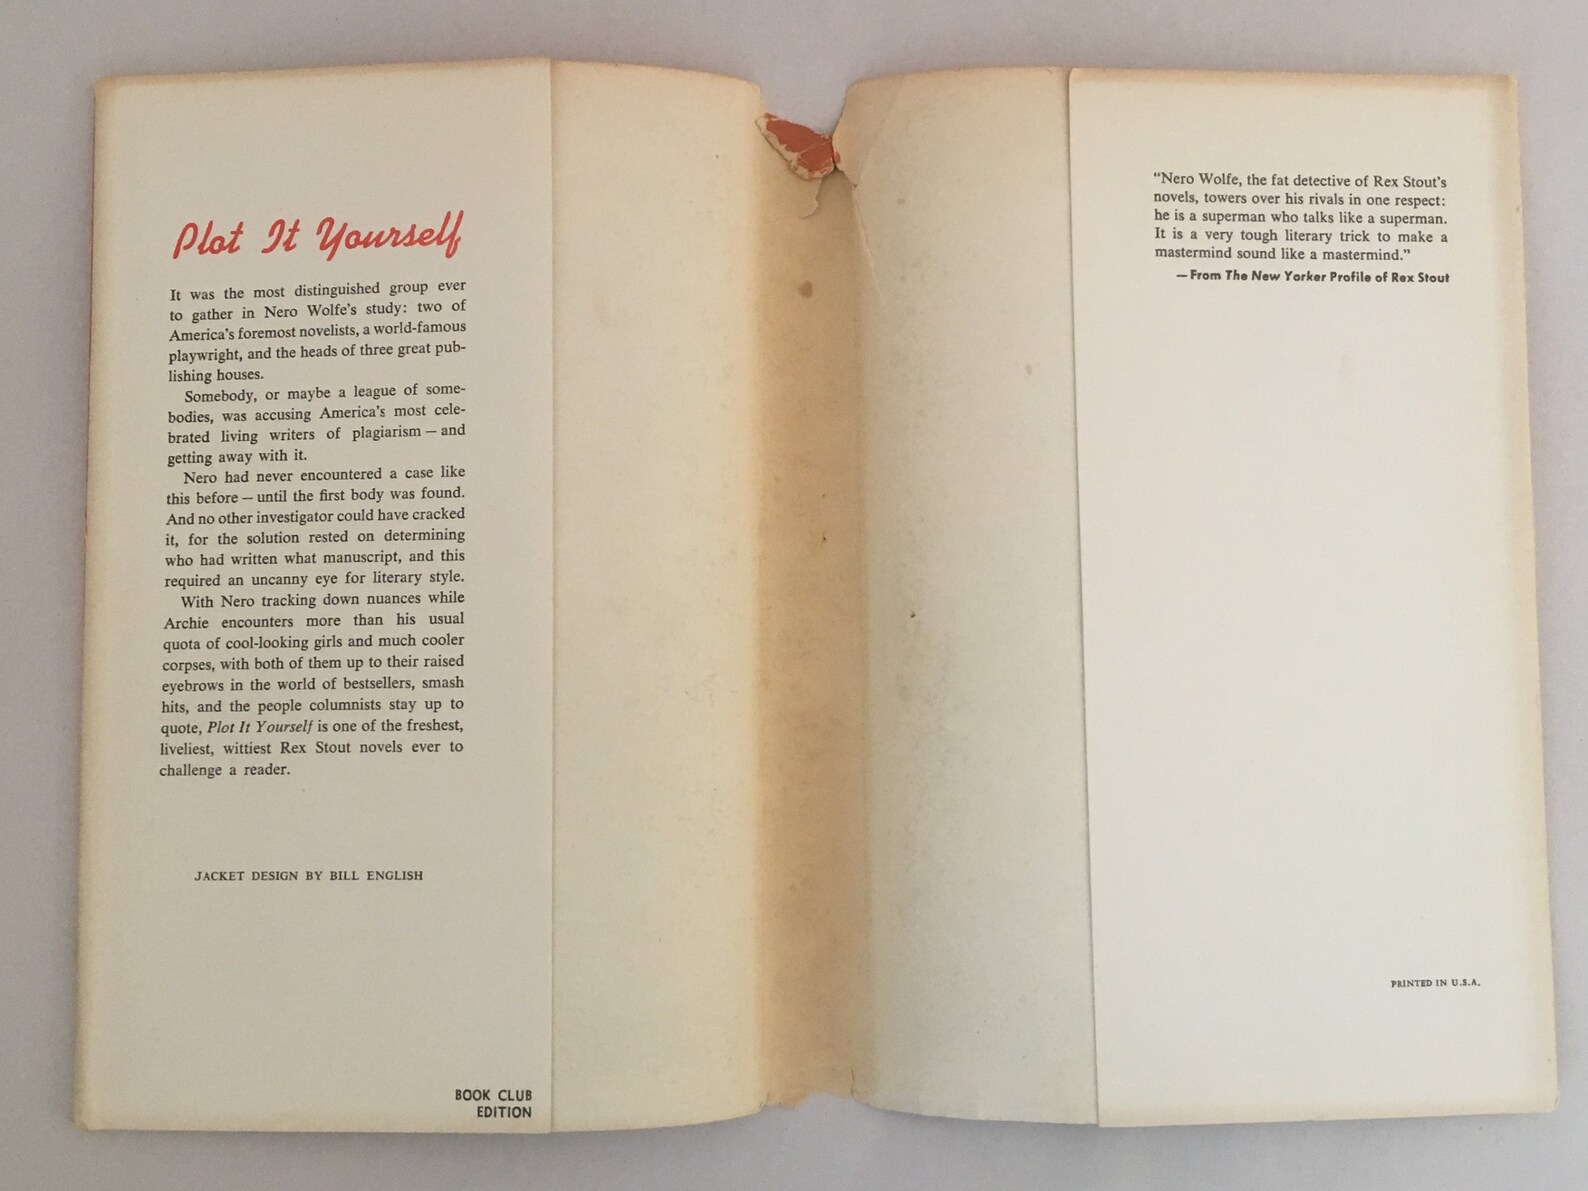 Plot It Yourself
It was the most distinguished group ever
to gather in Nero Wolfe's study: two of
America's foremost novelists, a world-famous
playwright, and the heads of three great pub-
lishing houses.
Somebody, or maybe a league of some-
bodies, was accusing America's most cele-
brated living writers of plagiarism — and
getting away with it.
Nero had never encountered a case like
this before — until the first body was found.
And no other investigator could have cracked
it, for the solution rested on determining
who had written what manuscript, and this
required an uncanny eye for literary style.
With Nero tracking down nuances while
Archie encounters more than his usual
quota of cool-looking girls and much cooler
corpses, with both of them up to their raised
eyebrows in the world of bestsellers, smash
hits, and the people columnists stay up to
quote, Plot It Yourself is one of the freshest,
liveliest, wittiest Rex Stout novels ever to
challenge a reader.
JACKET DESIGN BY BILL ENGLISH
BOOK CLUB
EDITION
"Nero Wolfe, the fat detective of Rex Stout's
novels, towers over his rivals in one respect:
he is a superman who talks like a superman.
It is a very tough literary trick to make a
mastermind sound like a mastermind."
—From The New Yorker Profile of Rex Stout
PRINTED IN U.S.A.